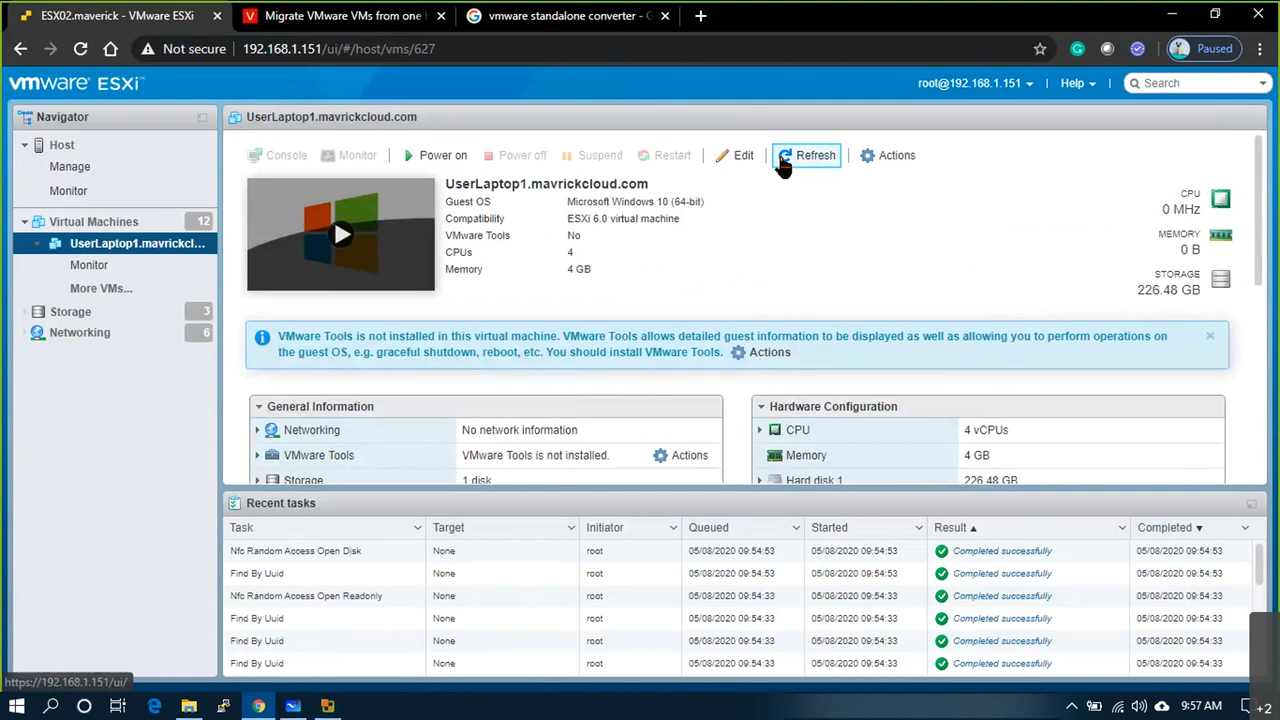 ESX02.maverick - VMware ESXi
Migrate VMware VMs from one h
vmware standalone converter - G
Not secure
192.168.1.151/ui/#/host/vms/627
Paused
vmware ESXi
root@192.168.1.151
Help
Search
Navigator
Host
Manage
Monitor
Virtual Machines 12
UserLaptop1.mavrickcl...
Monitor
More VMs...
Storage 3
Networking 6
UserLaptop1.mavrickcloud.com
Console Monitor Power on Power off Suspend Restart Edit Refresh Actions
UserLaptop1.mavrickcloud.com
Guest OS Microsoft Windows 10 (64-bit)
Compatibility ESXi 6.0 virtual machine
VMware Tools No
CPUs 4
Memory 4 GB
CPU
0 MHz
MEMORY
0 B
STORAGE
226.48 GB
VMware Tools is not installed in this virtual machine. VMware Tools allows detailed guest information to be displayed as well as allowing you to perform operations on
the guest OS, e.g. graceful shutdown, reboot, etc. You should install VMware Tools. Actions
General Information
Networking No network information
VMware Tools VMware Tools is not installed. Actions
Storage 1 disk
Hardware Configuration
CPU 4 vCPUs
Memory 4 GB
Hard disk 1 226.48 GB
Recent tasks
Task Target Initiator Queued Started Result Completed
Nfc Random Access Open Disk None root 05/08/2020 09:54:53 05/08/2020 09:54:53 Completed successfully 05/08/2020 09:54:53
Find By Uuid None root 05/08/2020 09:54:53 05/08/2020 09:54:53 Completed successfully 05/08/2020 09:54:53
Nfc Random Access Open Readonly None root 05/08/2020 09:54:33 05/08/2020 09:54:33 Completed successfully 05/08/2020 09:54:33
Find By Uuid None root 05/08/2020 09:54:33 05/08/2020 09:54:33 Completed successfully 05/08/2020 09:54:33
Find By Uuid None root 05/08/2020 09:54:33 05/08/2020 09:54:33 Completed successfully 05/08/2020 09:54:33
Find By Uuid None root 05/08/2020 09:54:33 05/08/2020 09:54:33 Completed successfully 05/08/2020 09:54:33
https://192.168.1.151/ui/
9:57 AM
+2